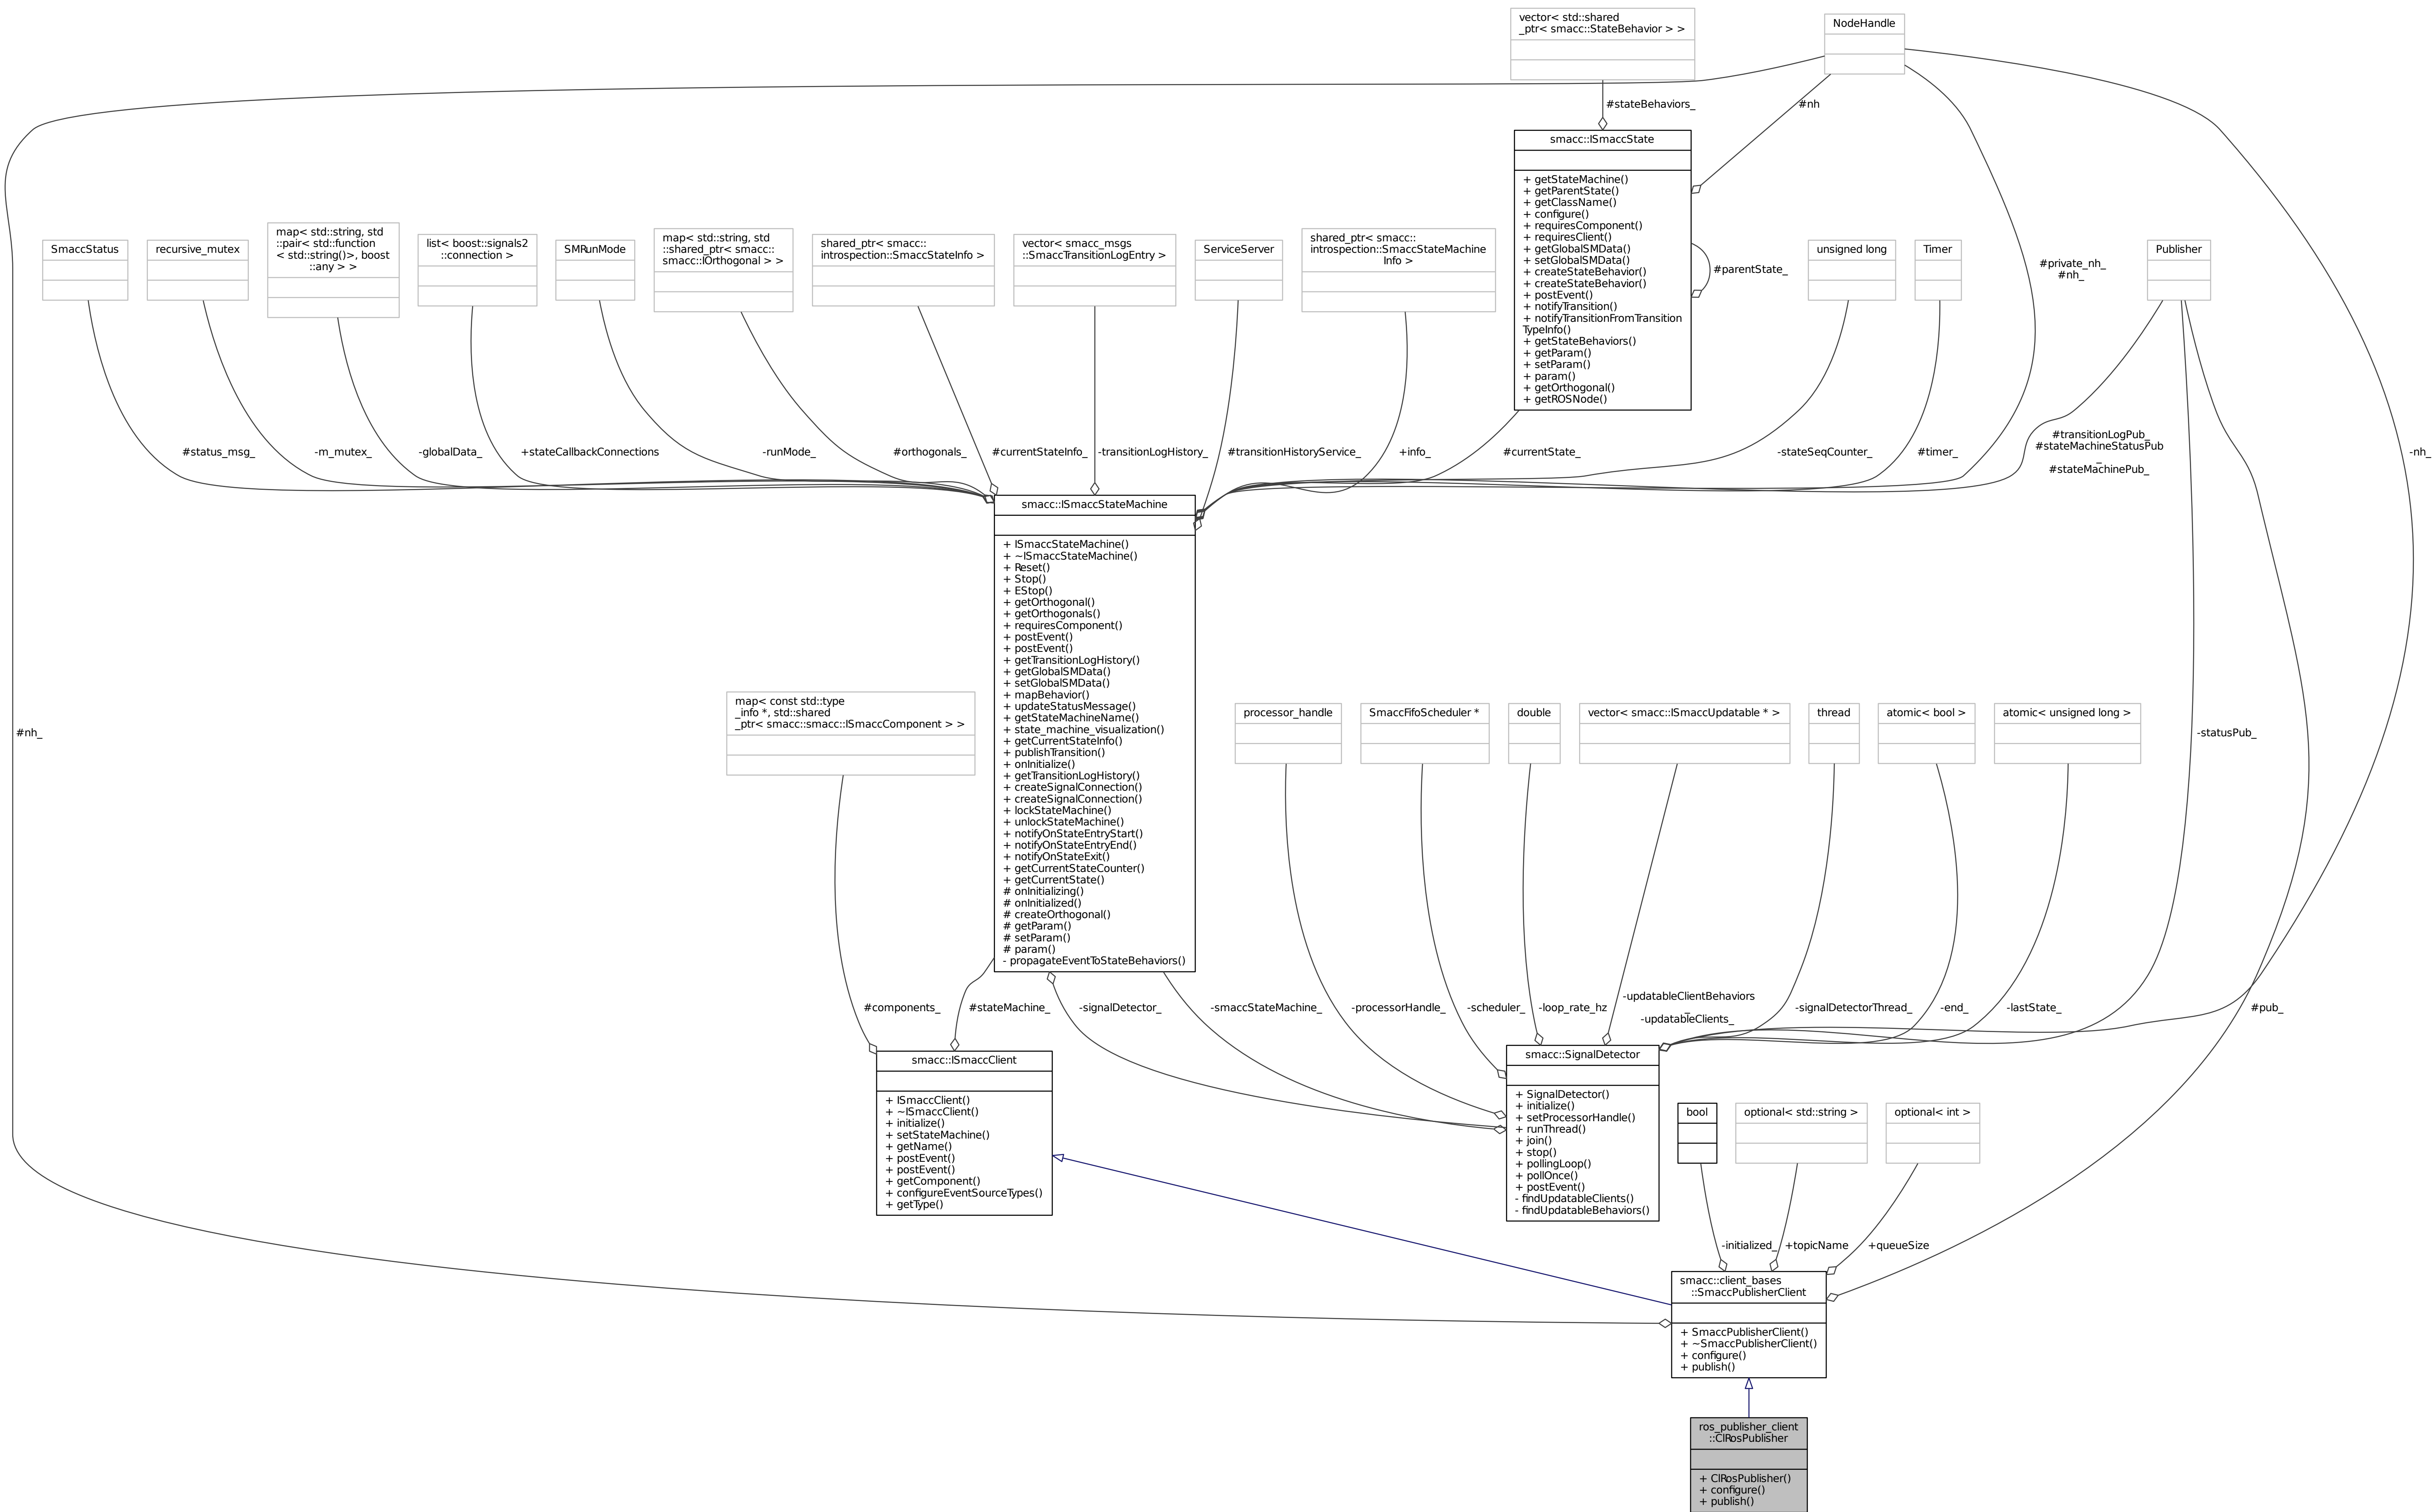 vector< std::shared
_ptr< smacc::StateBehavior > >
NodeHandle
#stateBehaviors_
#nh
smacc::ISmaccState
+ getStateMachine()
+ getParentState()
+ getClassName()
+ configure()
+ requiresComponent()
+ requiresClient()
+ getGlobalSMData()
+ setGlobalSMData()
+ createStateBehavior()
+ createStateBehavior()
+ postEvent()
+ notifyTransition()
+ notifyTransitionFromTransition
TypeInfo()
+ getStateBehaviors()
+ getParam()
+ setParam()
+ param()
+ getOrthogonal()
+ getROSNode()
#parentState_
SmaccStatus
recursive_mutex
map< std::string, std
::pair< std::function
< std::string()>, boost
::any > >
list< boost::signals2
::connection >
SMRunMode
map< std::string, std
::shared_ptr< smacc::
smacc::IOrthogonal > >
shared_ptr< smacc::
introspection::SmaccStateInfo >
vector< smacc_msgs
::SmaccTransitionLogEntry >
ServiceServer
shared_ptr< smacc::
introspection::SmaccStateMachine
Info >
unsigned long
Timer
#private_nh_
#nh_
Publisher
#status_msg_
-m_mutex_
-globalData_
+stateCallbackConnections
-runMode_
#orthogonals_
#currentStateInfo_
-transitionLogHistory_
#transitionHistoryService_
+info_
#currentState_
-stateSeqCounter_
#timer_
#transitionLogPub_
#stateMachineStatusPub
_
#stateMachinePub_
-nh_
smacc::ISmaccStateMachine
+ ISmaccStateMachine()
+ ~ISmaccStateMachine()
+ Reset()
+ Stop()
+ EStop()
+ getOrthogonal()
+ getOrthogonals()
+ requiresComponent()
+ postEvent()
+ postEvent()
+ getTransitionLogHistory()
+ getGlobalSMData()
+ setGlobalSMData()
+ mapBehavior()
+ updateStatusMessage()
+ getStateMachineName()
+ state_machine_visualization()
+ getCurrentStateInfo()
+ publishTransition()
+ onInitialize()
+ getTransitionLogHistory()
+ createSignalConnection()
+ createSignalConnection()
+ lockStateMachine()
+ unlockStateMachine()
+ notifyOnStateEntryStart()
+ notifyOnStateEntryEnd()
+ notifyOnStateExit()
+ getCurrentStateCounter()
+ getCurrentState()
# onInitializing()
# onInitialized()
# createOrthogonal()
# getParam()
# setParam()
# param()
- propagateEventToStateBehaviors()
#nh_
map< const std::type
_info *, std::shared
_ptr< smacc::smacc::ISmaccComponent > >
processor_handle
SmaccFifoScheduler *
double
vector< smacc::ISmaccUpdatable * >
thread
atomic< bool >
atomic< unsigned long >
-statusPub_
#components_
#stateMachine_
-signalDetector_
-smaccStateMachine_
-processorHandle_
-scheduler_
-loop_rate_hz
-updatableClientBehaviors
_
-updatableClients_
-signalDetectorThread_
-end_
-lastState_
#pub_
smacc::ISmaccClient
+ ISmaccClient()
+ ~ISmaccClient()
+ initialize()
+ setStateMachine()
+ getName()
+ postEvent()
+ postEvent()
+ getComponent()
+ configureEventSourceTypes()
+ getType()
smacc::SignalDetector
+ SignalDetector()
+ initialize()
+ setProcessorHandle()
+ runThread()
+ join()
+ stop()
+ pollingLoop()
+ pollOnce()
+ postEvent()
- findUpdatableClients()
- findUpdatableBehaviors()
bool
optional< std::string >
optional< int >
-initialized_
+topicName
+queueSize
smacc::client_bases
::SmaccPublisherClient
+ SmaccPublisherClient()
+ ~SmaccPublisherClient()
+ configure()
+ publish()
ros_publisher_client
::ClRosPublisher
+ ClRosPublisher()
+ configure()
+ publish()